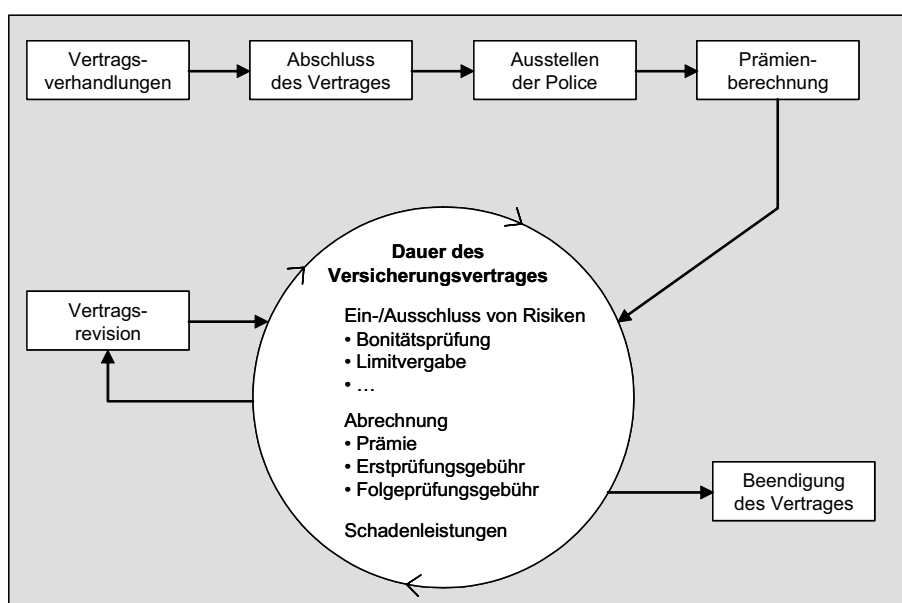 Vertrags-
verhandlungen
Abschluss
des Vertrages
Ausstellen
der Police
Prämien-
berechnung
Dauer des
Versicherungsvertrages
Ein-/Ausschluss von Risiken
• Bonitätsprüfung
• Limitvergabe
• ...
Abrechnung
• Prämie
• Erstprüfungsgebühr
• Folgeprüfungsgebühr
Schadenleistungen
Vertrags-
revision
Beendigung
des Vertrages